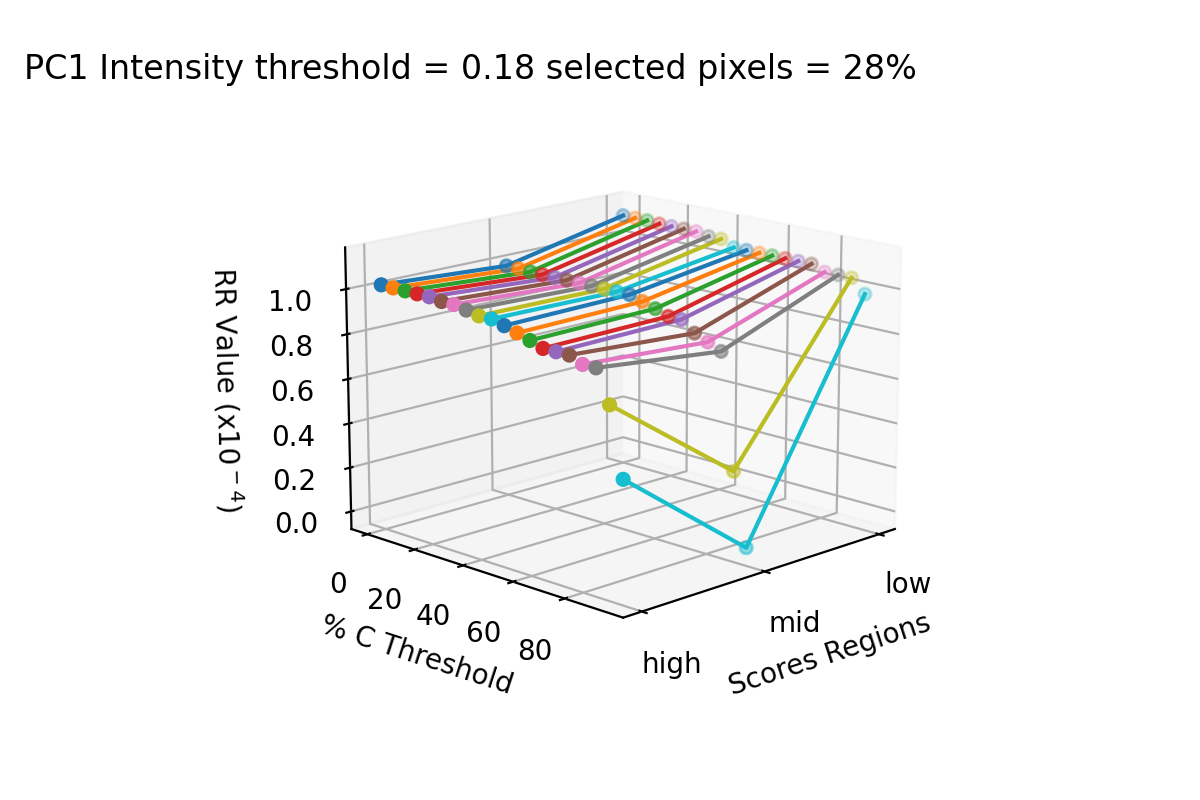 PC1 Intensity threshold = 0.18 selected pixels = 28%
RR Value (x10⁻⁴)
1.0
0.8
0.6
0.4
0.2
0.0
0
20
40
60
80
% C Threshold
high
mid
low
Scores Regions